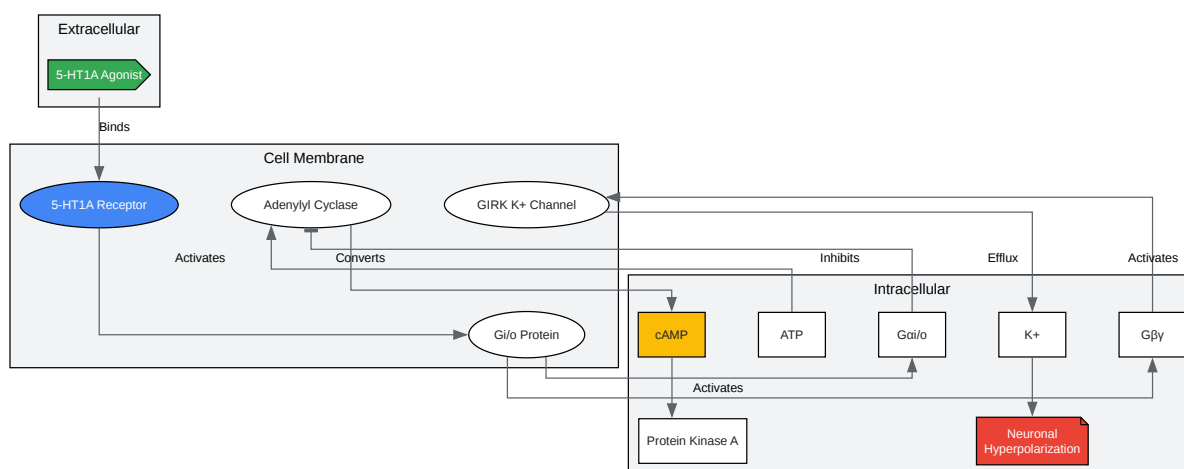 Extracellular
5-HT1A Agonist
Binds
Cell Membrane
5-HT1A Receptor
Adenylyl Cyclase
GIRK K+ Channel
Activates
Converts
Inhibits
Efflux
Activates
Intracellular
Gi/o Protein
cAMP
ATP
Gαi/o
K+
Gβγ
Activates
Protein Kinase A
Neuronal
Hyperpolarization